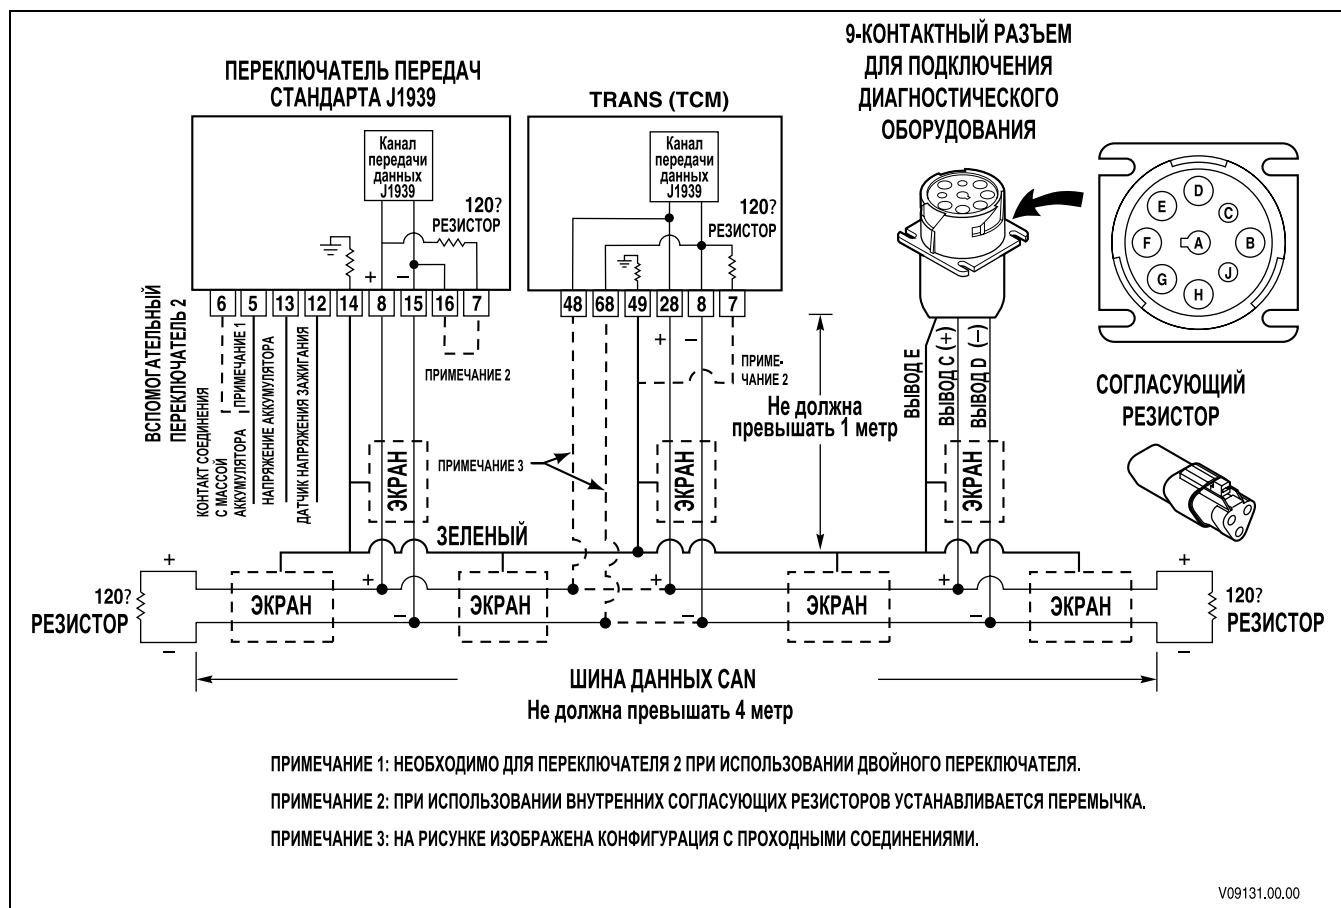 9-КОНТАКТНЫЙ РАЗЪЕМ
ДЛЯ ПОДКЛЮЧЕНИЯ
ДИАГНОСТИЧЕСКОГО
ОБОРУДОВАНИЯ
ПЕРЕКЛЮЧАТЕЛЬ ПЕРЕДАЧ
СТАНДАРТА J1939
TRANS (TCM)
Канал
передачи
данных
J1939
120?
РЕЗИСТОР
+
–
Канал
передачи
данных
J1939
120?
РЕЗИСТОР
D
E
C
F
A
B
G
J
H
6
5
13
12
14
8
15
16
7
48
68
49
28
8
7
ВСПОМОГАТЕЛЬНЫЙ
ПЕРЕКЛЮЧАТЕЛЬ 2
КОНТАКТ СОЕДИНЕНИЯ
С МАССОЙ
АККУМУЛЯТОРА
ПРИМЕЧАНИЕ 1
НАПРЯЖЕНИЕ АККУМУЛЯТОРА
ДАТЧИК НАПРЯЖЕНИЯ ЗАЖИГАНИЯ
ПРИМЕЧАНИЕ 2
+
–
ПРИМЕ-
ЧАНИЕ 2
Не должна
превышать 1 метр
ВЫВОД E
ВЫВОД C (+)
ВЫВОД D (–)
СОГЛАСУЮЩИЙ
РЕЗИСТОР
ПРИМЕЧАНИЕ 3
ЭКРАН
ЭКРАН
ЭКРАН
ЗЕЛЕНЫЙ
+
120?
РЕЗИСТОР
–
ЭКРАН
+
–
ЭКРАН
+
–
ЭКРАН
+
–
ЭКРАН
+
120?
РЕЗИСТОР
–
ШИНА ДАННЫХ CAN
Не должна превышать 4 метр
ПРИМЕЧАНИЕ 1: НЕОБХОДИМО ДЛЯ ПЕРЕКЛЮЧАТЕЛЯ 2 ПРИ ИСПОЛЬЗОВАНИИ ДВОЙНОГО ПЕРЕКЛЮЧАТЕЛЯ.
ПРИМЕЧАНИЕ 2: ПРИ ИСПОЛЬЗОВАНИИ ВНУТРЕННИХ СОГЛАСУЮЩИХ РЕЗИСТОРОВ УСТАНАВЛИВАЕТСЯ ПЕРЕМЫЧКА.
ПРИМЕЧАНИЕ 3: НА РИСУНКЕ ИЗОБРАЖЕНА КОНФИГУРАЦИЯ С ПРОХОДНЫМИ СОЕДИНЕНИЯМИ.
V09131.00.00